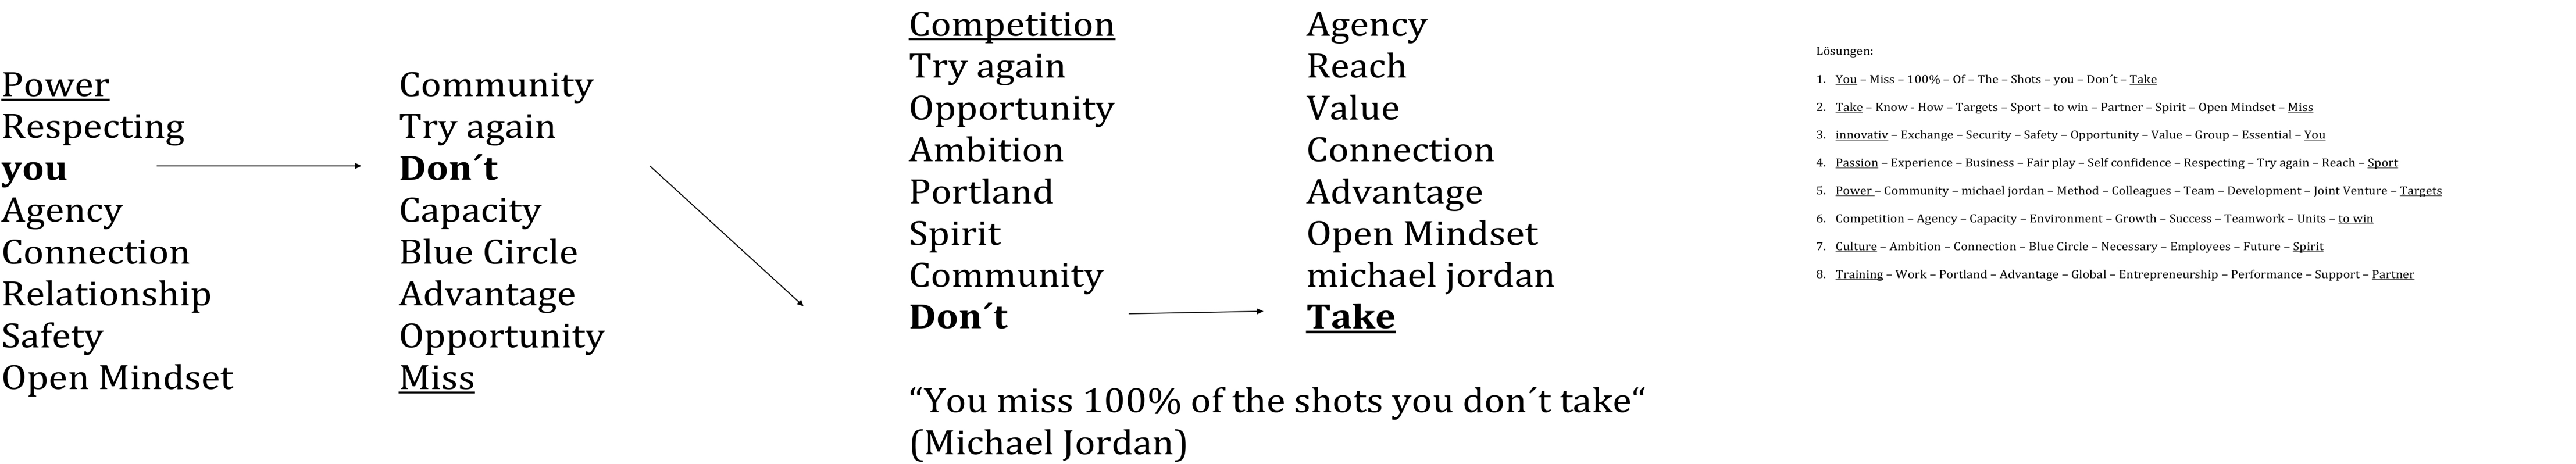 Power
Respecting
you
Agency
Connection
Relationship
Safety
Open Mindset
Community
Try again
Don´t
Capacity
Blue Circle
Advantage
Opportunity
Miss
Competition
Try again
Opportunity
Ambition
Portland
Spirit
Community
Don´t
Agency
Reach
Value
Connection
Advantage
Open Mindset
michael jordan
Take
“You miss 100% of the shots you don´t take“
(Michael Jordan)
Lösungen:
1. You – Miss – 100% – Of – The – Shots – you – Don´t – Take
2. Take – Know - How – Targets – Sport – to win – Partner – Spirit – Open Mindset – Miss
3. innovativ – Exchange – Security – Safety – Opportunity – Value – Group – Essential – You
4. Passion – Experience – Business – Fair play – Self confidence – Respecting – Try again – Reach – Sport
5. Power – Community – michael jordan – Method – Colleagues – Team – Development – Joint Venture – Targets
6. Competition – Agency – Capacity – Environment – Growth – Success – Teamwork – Units – to win
7. Culture – Ambition – Connection – Blue Circle – Necessary – Employees – Future – Spirit
8. Training – Work – Portland – Advantage – Global – Entrepreneurship – Performance – Support – Partner